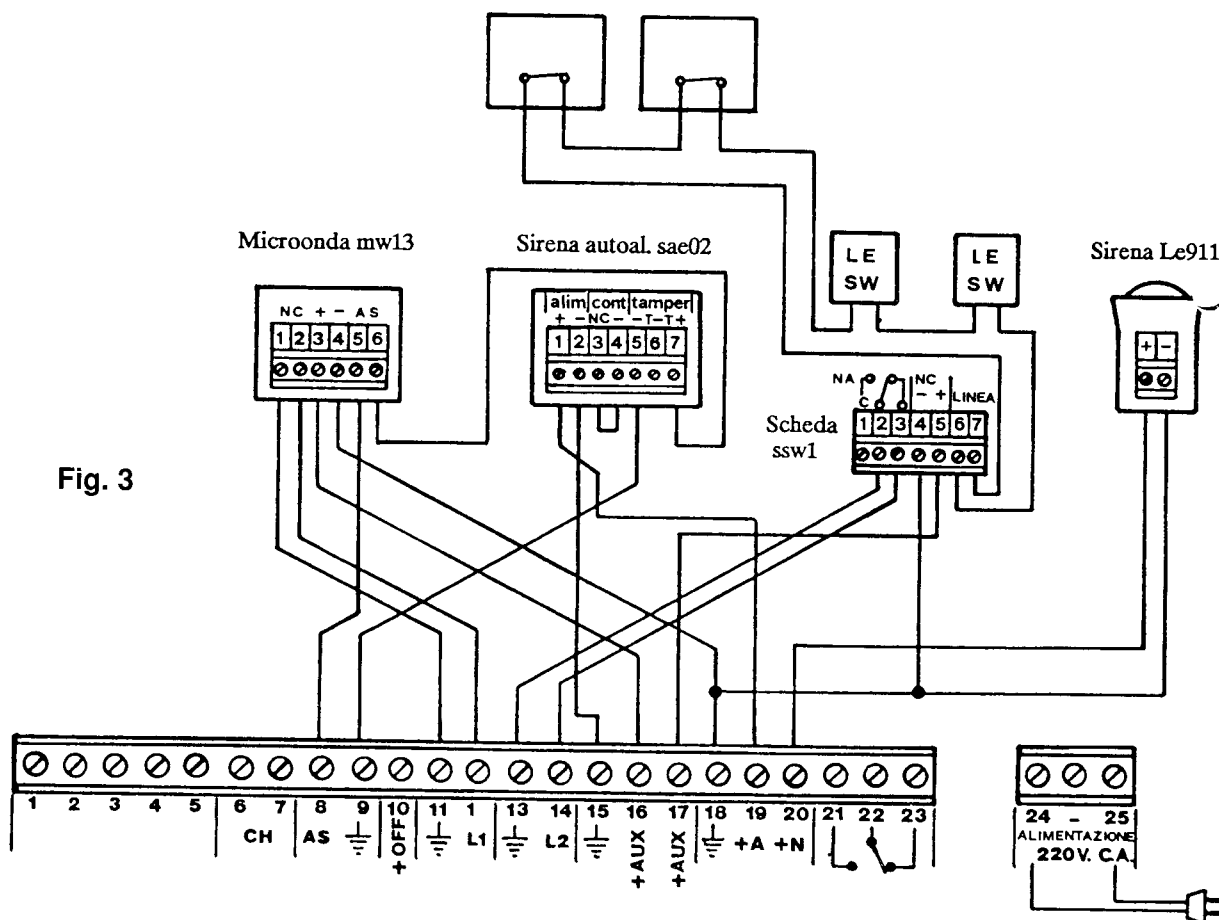 Microonda mw13
Sirena autoal. sae02
LE
SW
LE
SW
Sirena Le911
NC + - AS
1 2 3 4 5 6
alim cont tamper
+ - NC - - T - T +
1 2 3 4 5 6 7
+ -
NA
C
NC
- +
LINEA
1 2 3 4 5 6 7
Scheda
ssw1
Fig. 3
1 2 3 4 5 6 7 8 9 10 11 1 13 14 15 16 17 18 19 20 21 22 23
CH AS +OFF L1 L2 +AUX +AUX +A +N
24 - 25
ALIMENTAZIONE
220V. C.A.